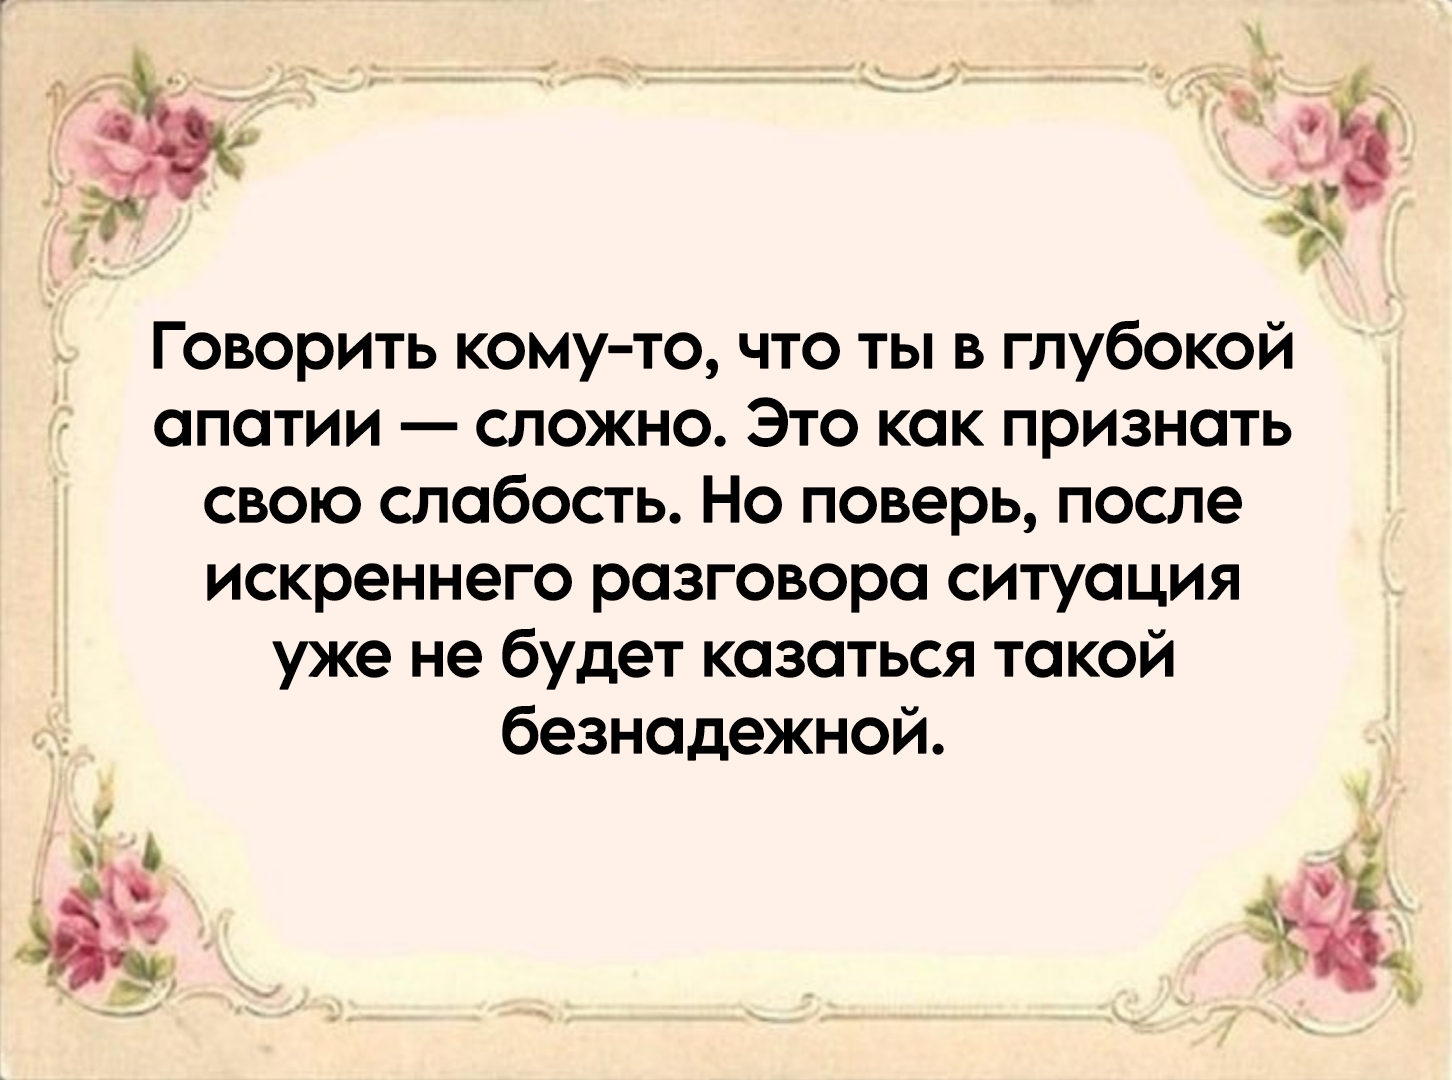 Говорить кому-то, что ты в глубокой
апатии — сложно. Это как признать
свою слабость. Но поверь, после
искреннего разговора ситуация
уже не будет казаться такой
безнадежной.